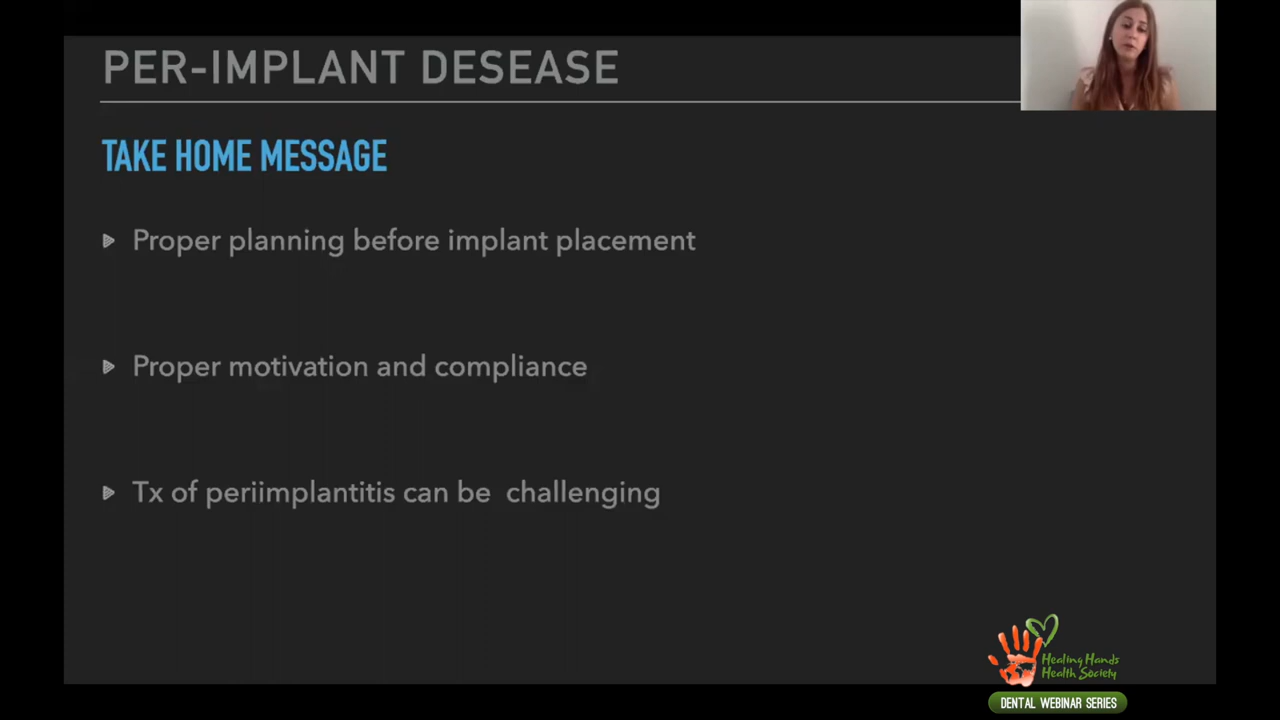 PER-IMPLANT DESEASE
TAKE HOME MESSAGE
Proper planning before implant placement
Proper motivation and compliance
Tx of periimplantitis can be challenging
Healing Hands
Health Society
DENTAL WEBINAR SERIES